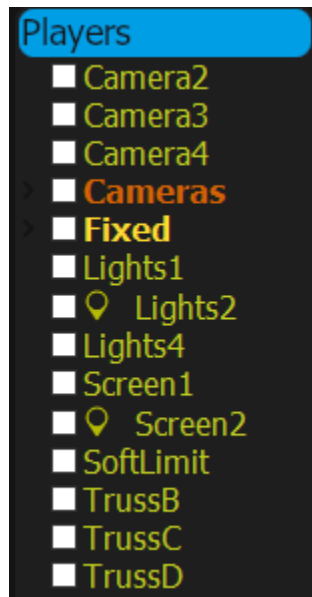 Players
Camera2
Camera3
Camera4
Cameras
Fixed
Lights1
Lights2
Lights4
Screen1
Screen2
SoftLimit
TrussB
TrussC
TrussD